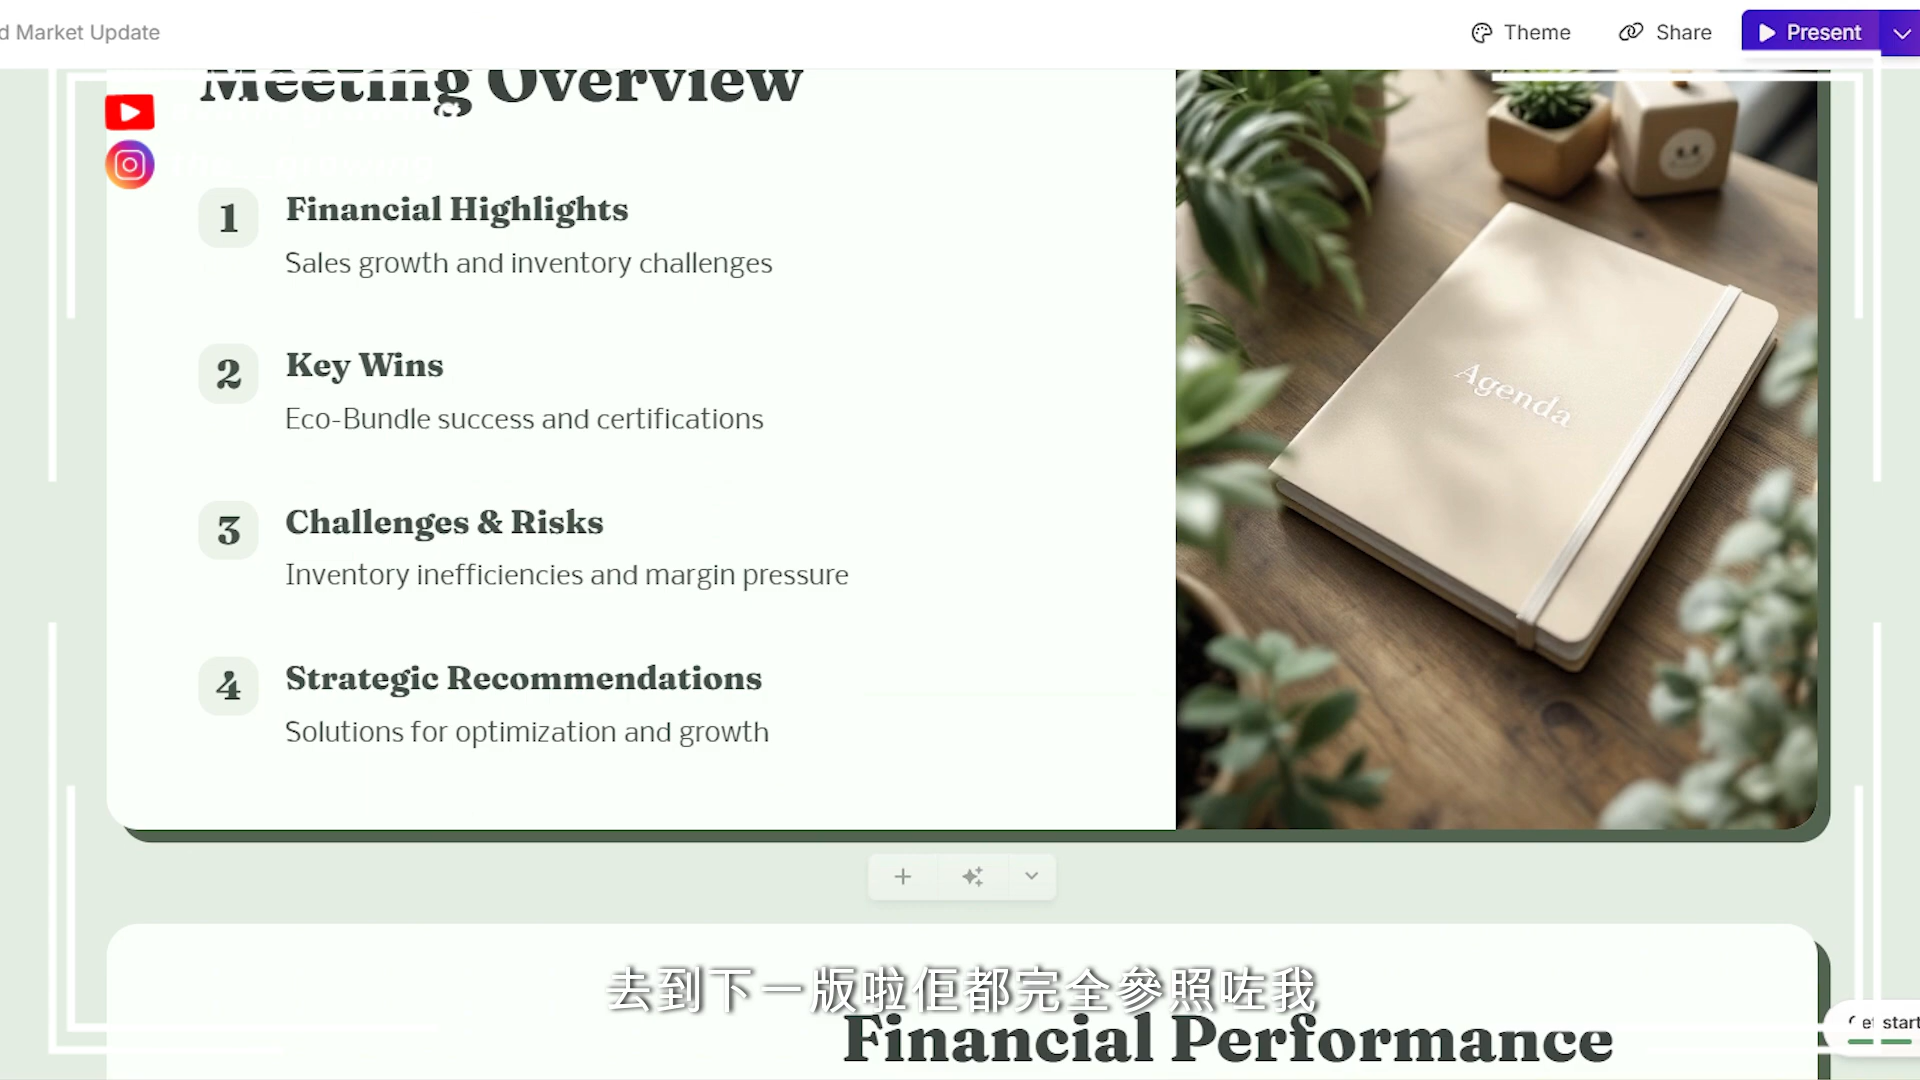 d Market Update
Theme
Share
Present
Meeting Overview
1
Financial Highlights
Sales growth and inventory challenges
2
Key Wins
Eco-Bundle success and certifications
3
Challenges & Risks
Inventory inefficiencies and margin pressure
4
Strategic Recommendations
Solutions for optimization and growth
Agenda
去到下一版啦佢都完全參照咗我
Financial Performance
Get start